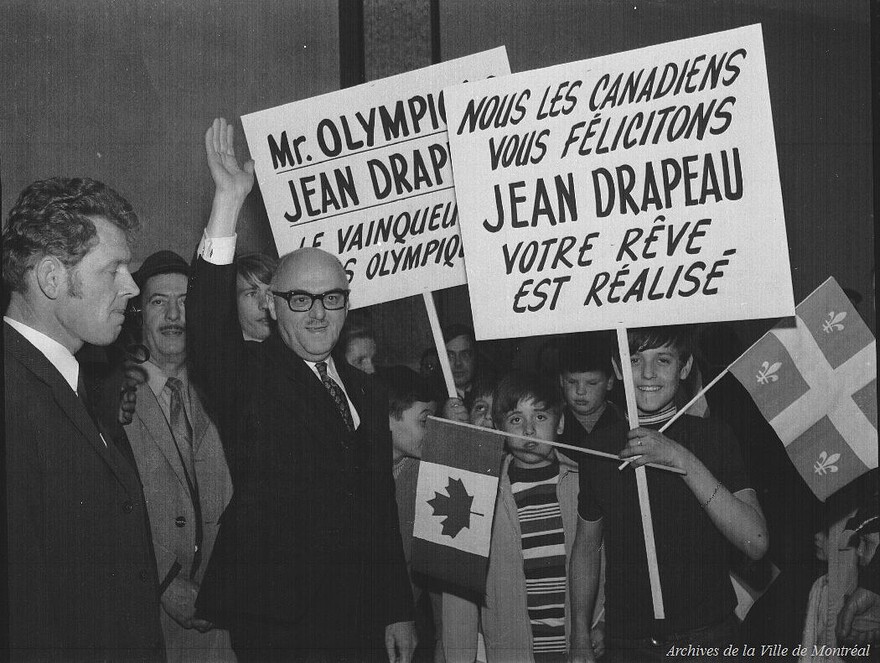 Mr. OLYMPIC
JEAN DRAP
LE VAINQUEU
S OLYMPIQ
NOUS LES CANADIENS
VOUS FÉLICITONS
JEAN DRAPEAU
VOTRE RÊVE
EST RÉALISÉ
Archives de la Ville de Montréal